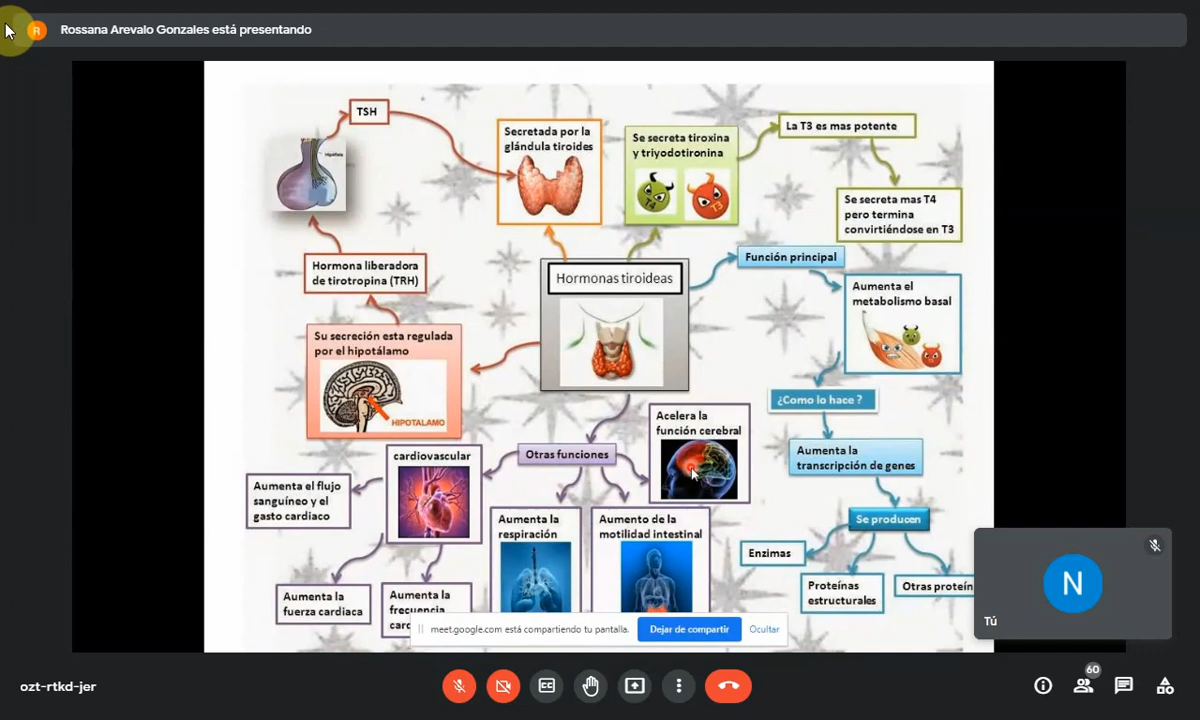 R
Rossana Arevalo Gonzales está presentando
TSH
Hipófisis
Secretada por la
glándula tiroides
Se secreta tiroxina
y triyodotironina
T4
T3
La T3 es mas potente
Se secreta mas T4
pero termina
convirtiéndose en T3
Hormona liberadora
de tirotropina (TRH)
Hormonas tiroideas
Función principal
Aumenta el
metabolismo basal
Su secreción esta regulada
por el hipotálamo
HIPOTALAMO
¿Como lo hace ?
Acelera la
función cerebral
Otras funciones
cardiovascular
Aumenta la
transcripción de genes
Aumenta el flujo
sanguíneo y el
gasto cardiaco
Aumenta la
respiración
Aumento de la
motilidad intestinal
Se producen
Enzimas
Proteínas
estructurales
Otras
Aumenta la
fuerza cardiaca
Aumenta la
frecuencia
meet.google.com está compartiendo tu pantalla.
Dejar de compartir
Ocultar
N
Tú
ozt-rtkd-jer
CC
60